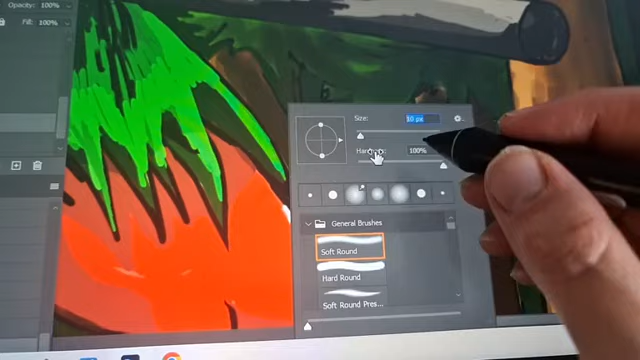 Opacity: 100%
Fill: 100%
Size: 10 px
100%
General Brushes
Soft Round
Hard Round
Soft Round Pres...